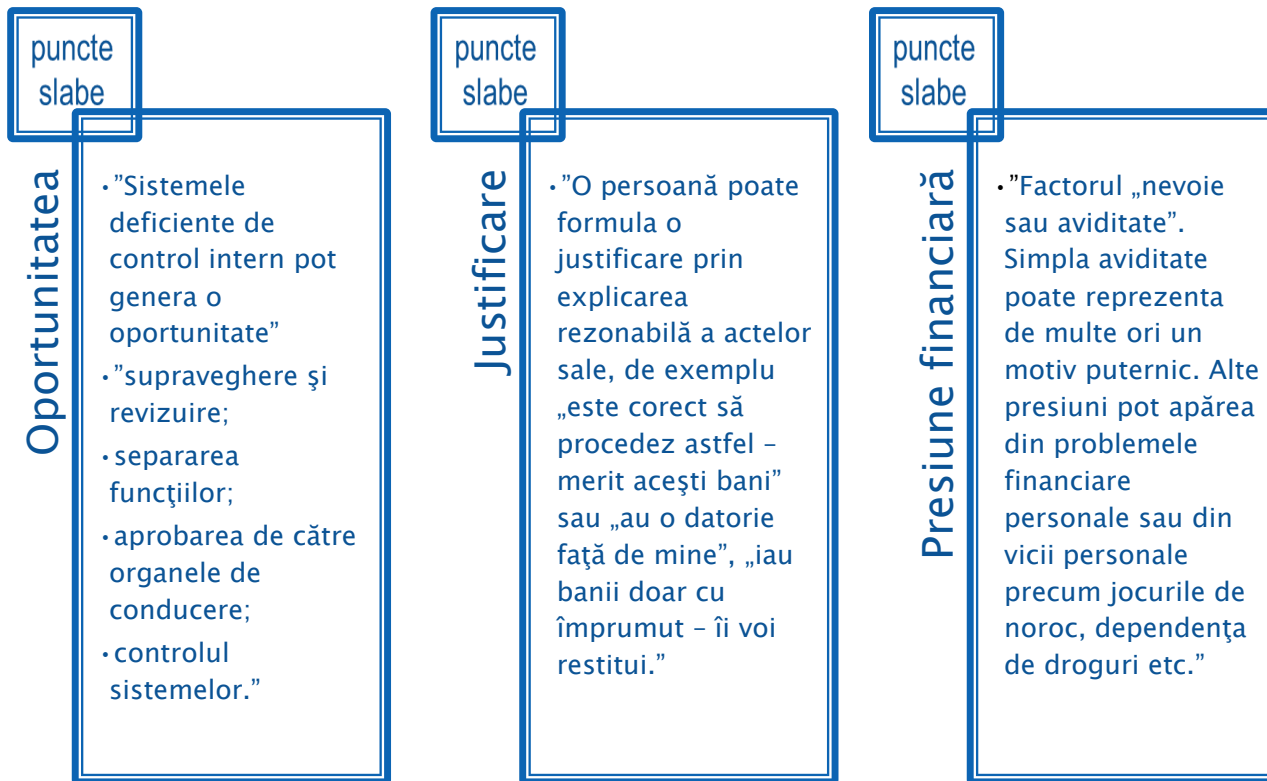 puncte
slabe
Oportunitatea
•”Sistemele
deficiente de
control intern pot
genera o
oportunitate”
•”supraveghere şi
revizuire;
•separarea
funcţiilor;
•aprobarea de către
organele de
conducere;
•controlul
sistemelor.”
puncte
slabe
Justificare
•”O persoană poate
formula o
justificare prin
explicarea
rezonabilă a actelor
sale, de exemplu
„este corect să
procedez astfel –
merit aceşti bani”
sau „au o datorie
faţă de mine”, „iau
banii doar cu
împrumut – îi voi
restitui.”
puncte
slabe
Presiune financiară
•”Factorul „nevoie
sau aviditate”.
Simpla aviditate
poate reprezenta
de multe ori un
motiv puternic. Alte
presiuni pot apărea
din problemele
financiare
personale sau din
vicii personale
precum jocurile de
noroc, dependenţa
de droguri etc.”